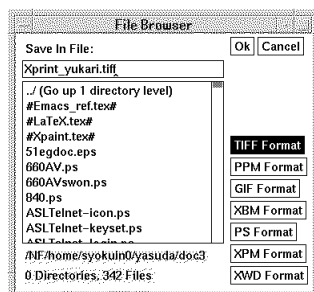 File Browser
Save In File:
Ok
Cancel
Xprint_yukari.tiff
../ (Go up 1 directory level)
#Emacs_ref.tex#
#LaTeX.tex#
#Xpaint.tex#
51egdoc.eps
660AV.ps
660AVswon.ps
840.ps
ASLTelnet-icon.ps
ASLTelnet-keyset.ps
ASLTelnet-login.ps
/NF/home/syokuin0/yasuda/doc3
0 Directories, 342 Files
TIFF Format
PPM Format
GIF Format
XBM Format
PS Format
XPM Format
XWD Format